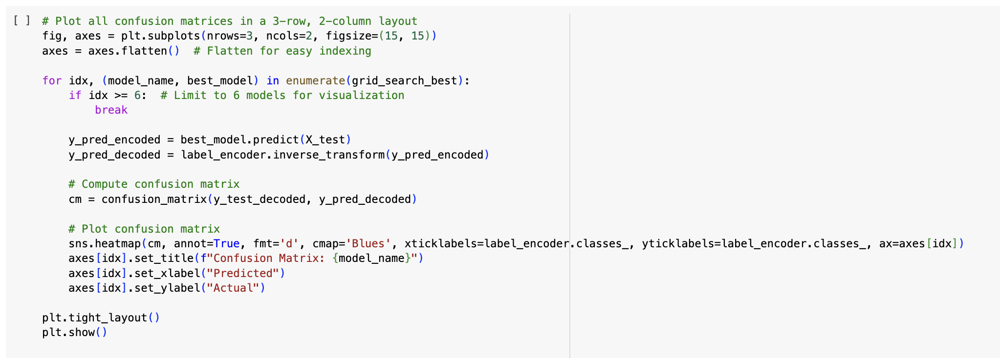 [ ] # Plot all confusion matrices in a 3-row, 2-column layout
fig, axes = plt.subplots(nrows=3, ncols=2, figsize=(15, 15))
axes = axes.flatten()  # Flatten for easy indexing

for idx, (model_name, best_model) in enumerate(grid_search_best):
    if idx >= 6:  # Limit to 6 models for visualization
        break

    y_pred_encoded = best_model.predict(X_test)
    y_pred_decoded = label_encoder.inverse_transform(y_pred_encoded)

    # Compute confusion matrix
    cm = confusion_matrix(y_test_decoded, y_pred_decoded)

    # Plot confusion matrix
    sns.heatmap(cm, annot=True, fmt='d', cmap='Blues', xticklabels=label_encoder.classes_, yticklabels=label_encoder.classes_, ax=axes[idx])
    axes[idx].set_title(f"Confusion Matrix: {model_name}")
    axes[idx].set_xlabel("Predicted")
    axes[idx].set_ylabel("Actual")

plt.tight_layout()
plt.show()